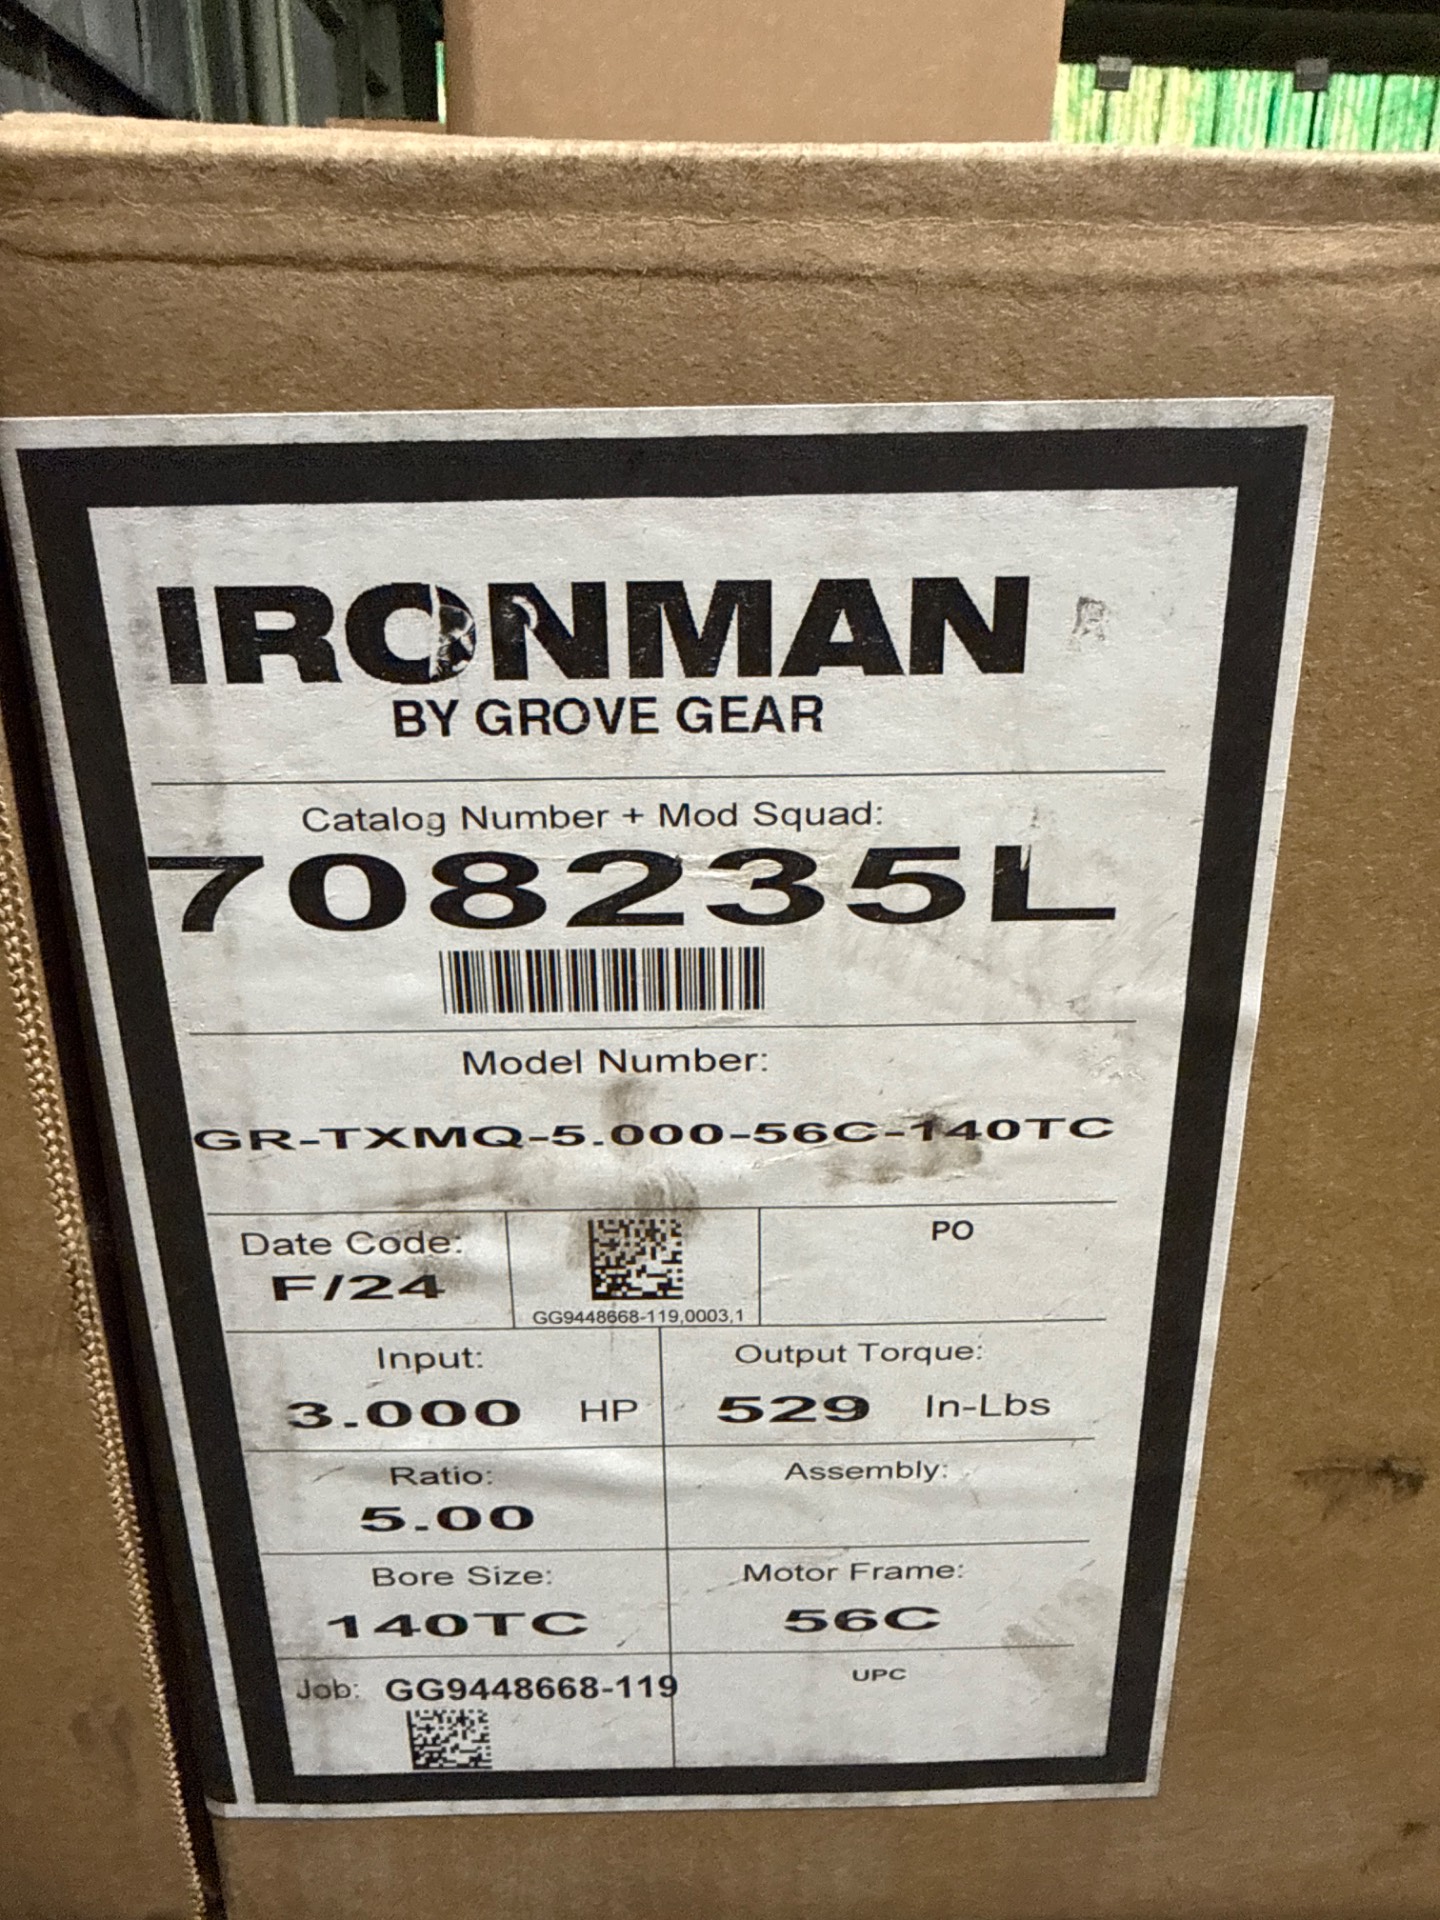 IRONMAN
BY GROVE GEAR
Catalog Number + Mod Squad:
708235L
Model Number:
GR-TXMQ-5.000-56C-140TC
Date Code:
F/24
GG9448668-119,0003,1
PO
Input:
3.000 HP
Output Torque:
529 In-Lbs
Ratio:
5.00
Assembly:
Bore Size:
140TC
Motor Frame:
56C
Job: GG9448668-119
UPC